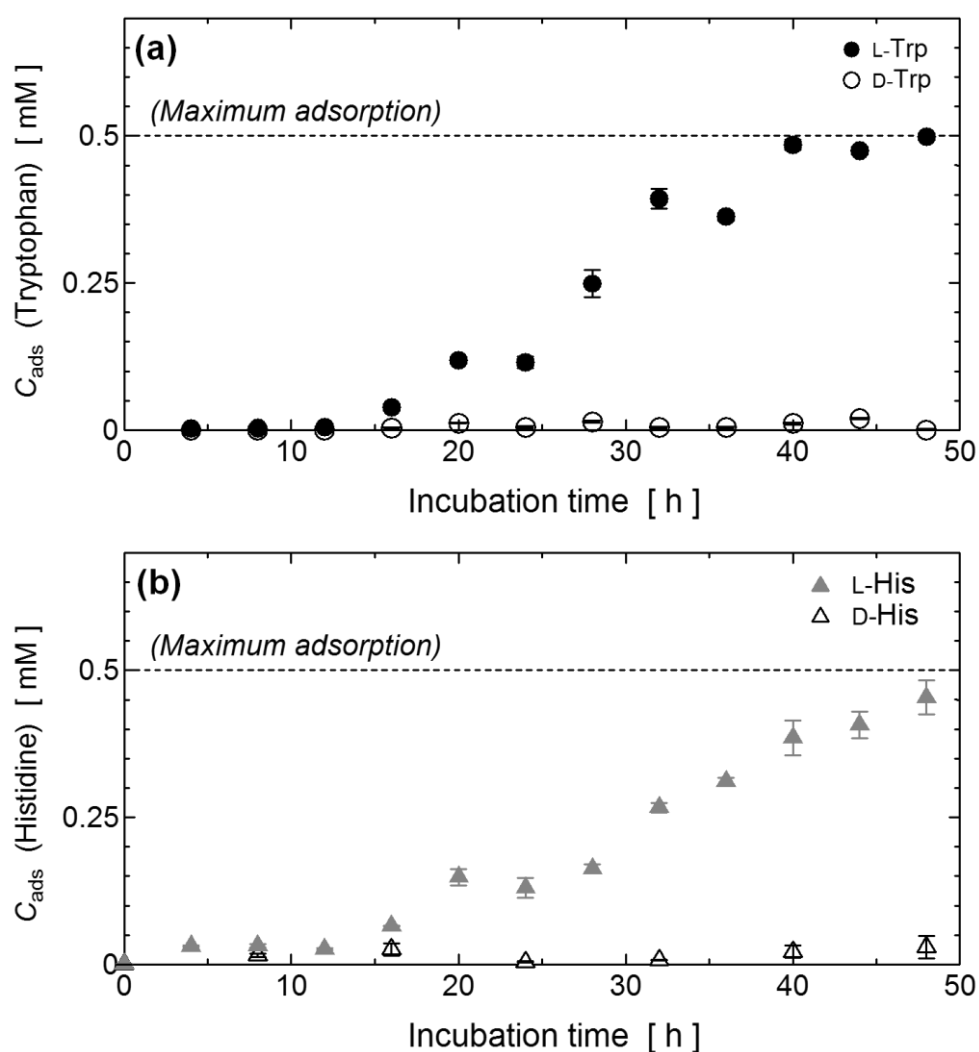 (a)
L-Trp
D-Trp
(Maximum adsorption)
0.5
0.25
0
C_ads (Tryptophan) [ mM ]
0 10 20 30 40 50
Incubation time [ h ]
(b)
L-His
D-His
(Maximum adsorption)
0.5
0.25
0
C_ads (Histidine) [ mM ]
0 10 20 30 40 50
Incubation time [ h ]